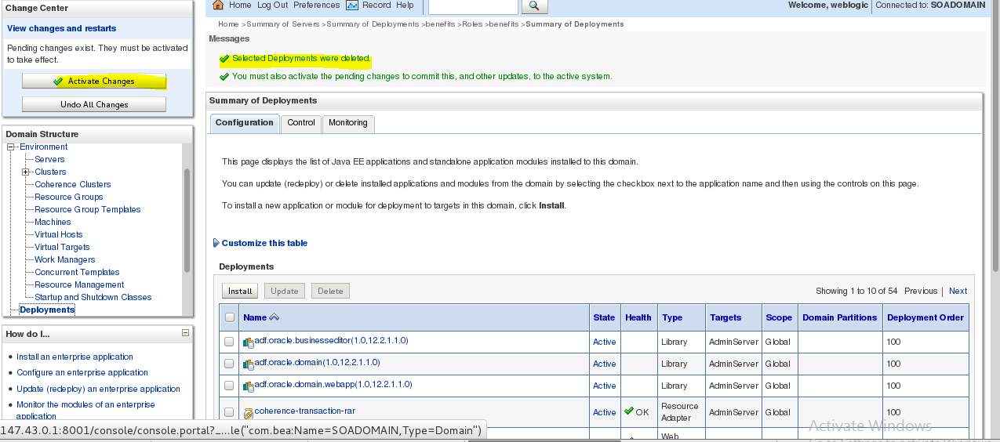 Change Center
View changes and restarts
Pending changes exist. They must be activated
to take effect.
Activate Changes
Undo All Changes
Domain Structure
Environment
Servers
Clusters
Coherence Clusters
Resource Groups
Resource Group Templates
Machines
Virtual Hosts
Virtual Targets
Work Managers
Concurrent Templates
Resource Management
Startup and Shutdown Classes
Deployments
How do I...
Install an enterprise application
Configure an enterprise application
Update (redeploy) an enterprise application
Monitor the modules of an enterprise
application
147.43.0.1:8001/console/console.portal?_...le("com.bea:Name=SOADOMAIN,Type=Domain")
Home Log Out Preferences Record Help
Welcome, weblogic Connected to: SOADOMAIN
Home >Summary of Servers >Summary of Deployments >benefits >Roles >benefits >Summary of Deployments
Messages
Selected Deployments were deleted.
You must also activate the pending changes to commit this, and other updates, to the active system.
Summary of Deployments
Configuration Control Monitoring
This page displays the list of Java EE applications and standalone application modules installed to this domain.
You can update (redeploy) or delete installed applications and modules from the domain by selecting the checkbox next to the application name and then using the controls on this page.
To install a new application or module for deployment to targets in this domain, click Install.
Customize this table
Deployments
Install Update Delete Showing 1 to 10 of 54 Previous | Next
Name State Health Type Targets Scope Domain Partitions Deployment Order
adf.oracle.businesseditor(1.0,12.2.1.1.0) Active Library AdminServer Global 100
adf.oracle.domain(1.0,12.2.1.1.0) Active Library AdminServer Global 100
adf.oracle.domain.webapp(1.0,12.2.1.1.0) Active Library AdminServer Global 100
coherence-transaction-rar Active OK Resource Adapter AdminServer Global 100
Web
Activate Windows